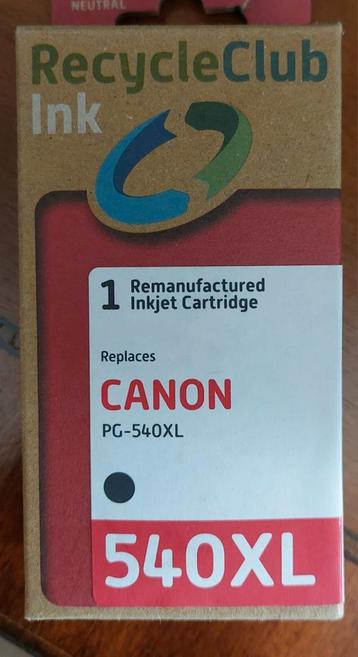 NEUTRAL
RecycleClub
Ink
1 Remanufactured
Inkjet Cartridge
Replaces
CANON
PG-540XL
540XL